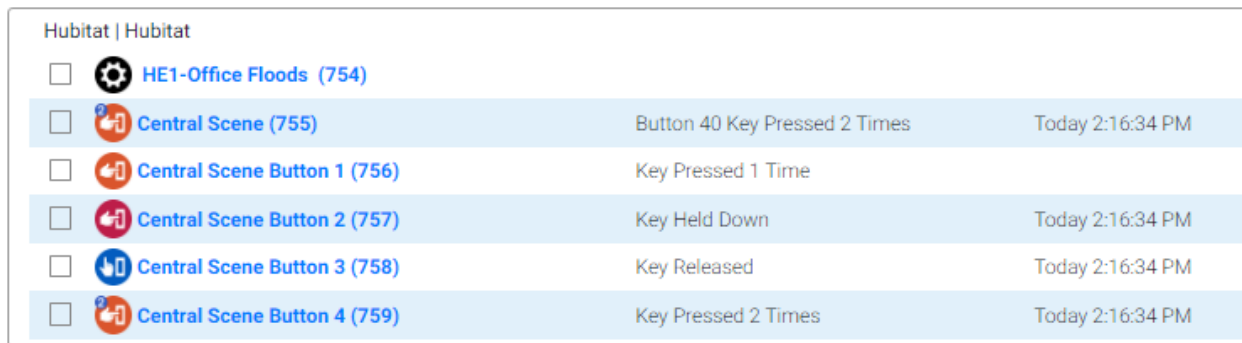 Hubitat | Hubitat
HE1-Office Floods (754)
2 Central Scene (755) Button 40 Key Pressed 2 Times Today 2:16:34 PM
Central Scene Button 1 (756) Key Pressed 1 Time
Central Scene Button 2 (757) Key Held Down Today 2:16:34 PM
Central Scene Button 3 (758) Key Released Today 2:16:34 PM
2 Central Scene Button 4 (759) Key Pressed 2 Times Today 2:16:34 PM